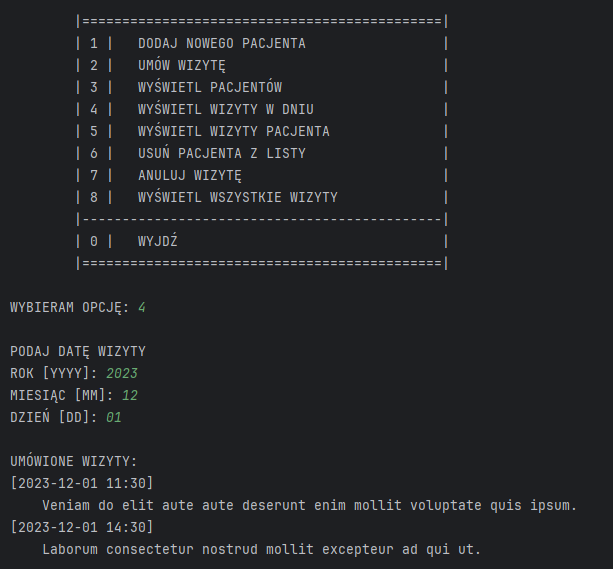 |=============================================|
| 1 |   DODAJ NOWEGO PACJENTA                 |
| 2 |   UMÓW WIZYTĘ                           |
| 3 |   WYŚWIETL PACJENTÓW                    |
| 4 |   WYŚWIETL WIZYTY W DNIU                |
| 5 |   WYŚWIETL WIZYTY PACJENTA              |
| 6 |   USUŃ PACJENTA Z LISTY                 |
| 7 |   ANULUJ WIZYTĘ                         |
| 8 |   WYŚWIETL WSZYSTKIE WIZYTY             |
|---------------------------------------------|
| 0 |   WYJDŹ                                 |
|=============================================|
WYBIERAM OPCJĘ: 4
PODAJ DATĘ WIZYTY
ROK [YYYY]: 2023
MIESIĄC [MM]: 12
DZIEŃ [DD]: 01
UMÓWIONE WIZYTY:
[2023-12-01 11:30]
    Veniam do elit aute aute deserunt enim mollit voluptate quis ipsum.
[2023-12-01 14:30]
    Laborum consectetur nostrud mollit excepteur ad qui ut.